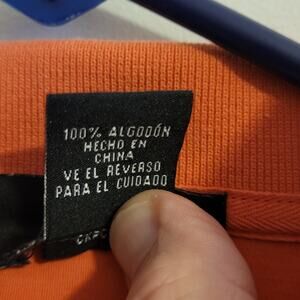 100% ALGODÓN
HECHO EN
CHINA
VE EL REVERSO
PARA EL CUIDADO